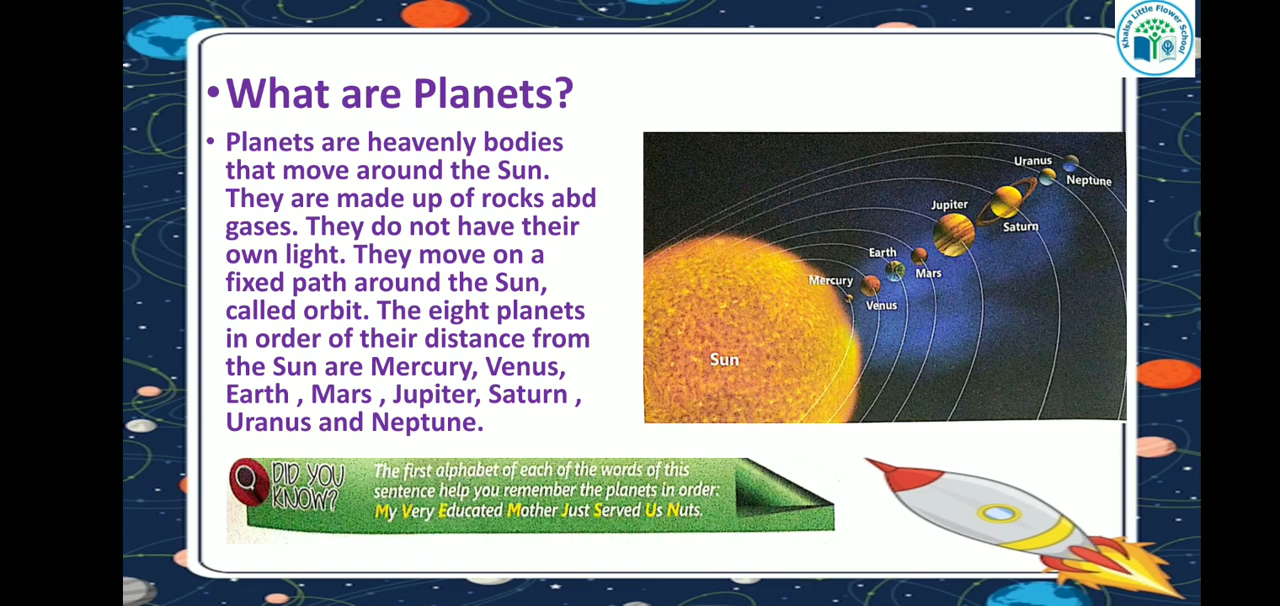 Khalsa Little Flower School
•What are Planets?
• Planets are heavenly bodies
that move around the Sun.
They are made up of rocks abd
gases. They do not have their
own light. They move on a
fixed path around the Sun,
called orbit. The eight planets
in order of their distance from
the Sun are Mercury, Venus,
Earth , Mars , Jupiter, Saturn ,
Uranus and Neptune.
Uranus
Neptune
Jupiter
Saturn
Earth
Mars
Mercury
Venus
Sun
DID YOU
KNOW?
The first alphabet of each of the words of this
sentence help you remember the planets in order:
My Very Educated Mother Just Served Us Nuts.